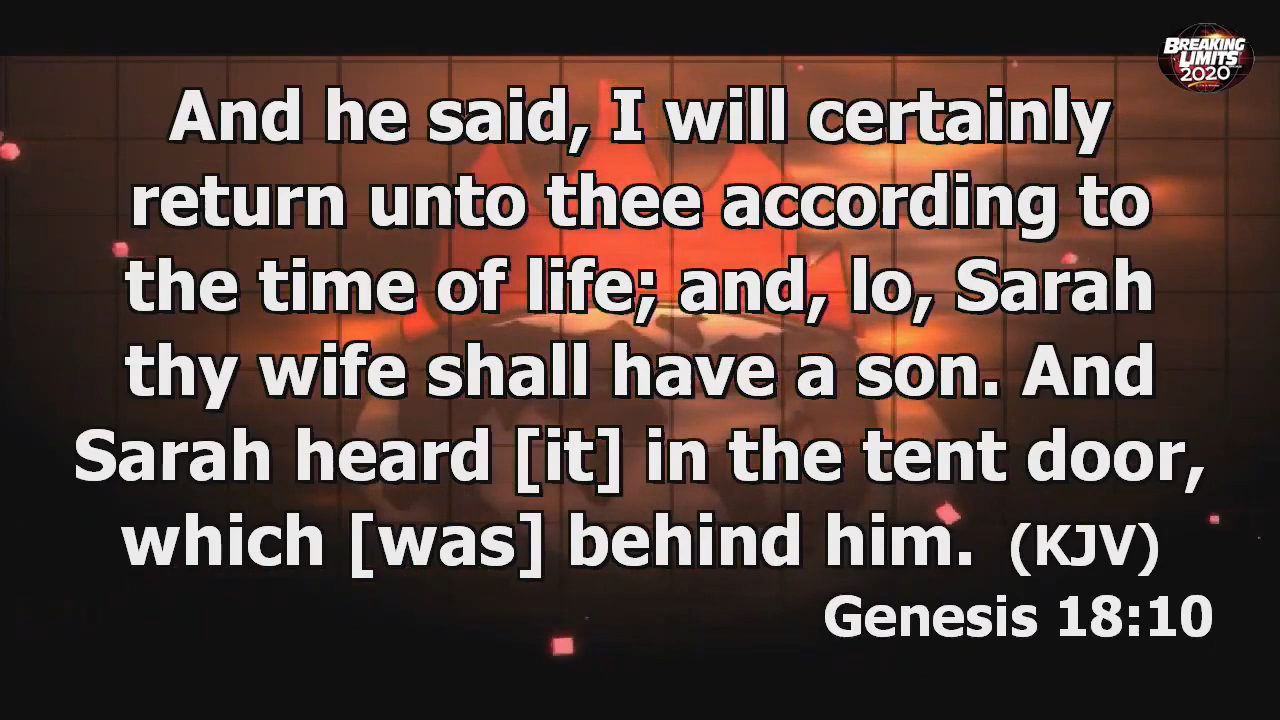 BREAKING
LIMITS
2020
And he said, I will certainly
return unto thee according to
the time of life; and, lo, Sarah
thy wife shall have a son. And
Sarah heard [it] in the tent door,
which [was] behind him. (KJV)
Genesis 18:10